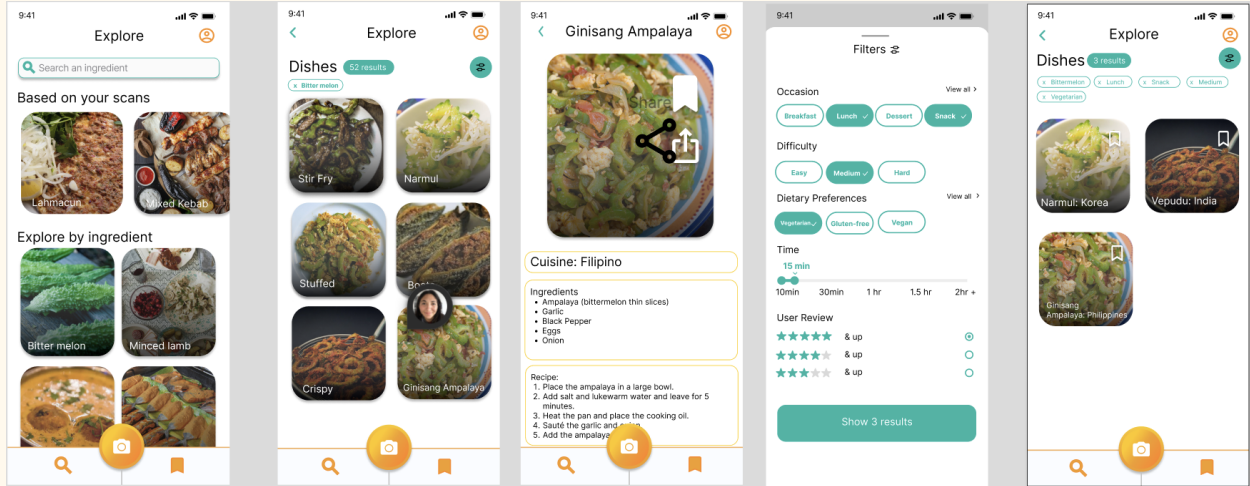 9:41
Explore
Search an ingredient
Based on your scans
Lahmacun
Mixed Kebab
Explore by ingredient
Bitter melon
Minced lamb
9:41
Explore
Dishes
52 results
x Bitter melon
Stir Fry
Narmul
Stuffed
Crispy
Ginisang Ampalaya
9:41
Ginisang Ampalaya
Share
Cuisine: Filipino
Ingredients
• Ampalaya (bittermelon thin slices)
• Garlic
• Black Pepper
• Eggs
• Onion
Recipe:
1. Place the ampalaya in a large bowl.
2. Add salt and lukewarm water and leave for 5
minutes.
3. Heat the pan and place the cooking oil.
4. Sauté the garlic and
5. Add the ampalaya
9:41
Filters
Occasion
View all >
Breakfast
Lunch ✓
Dessert
Snack ✓
Difficulty
Easy
Medium ✓
Hard
Dietary Preferences
View all >
Vegetarian ✓
Gluten-free
Vegan
Time
15 min
10min 30min 1 hr 1.5 hr 2hr +
User Review
& up
& up
& up
Show 3 results
9:41
Explore
Dishes
3 results
x Bittermelon
x Lunch
x Snack
x Medium
x Vegetarian
Narmul: Korea
Vepudu: India
Ginisang
Ampalaya: Philippines